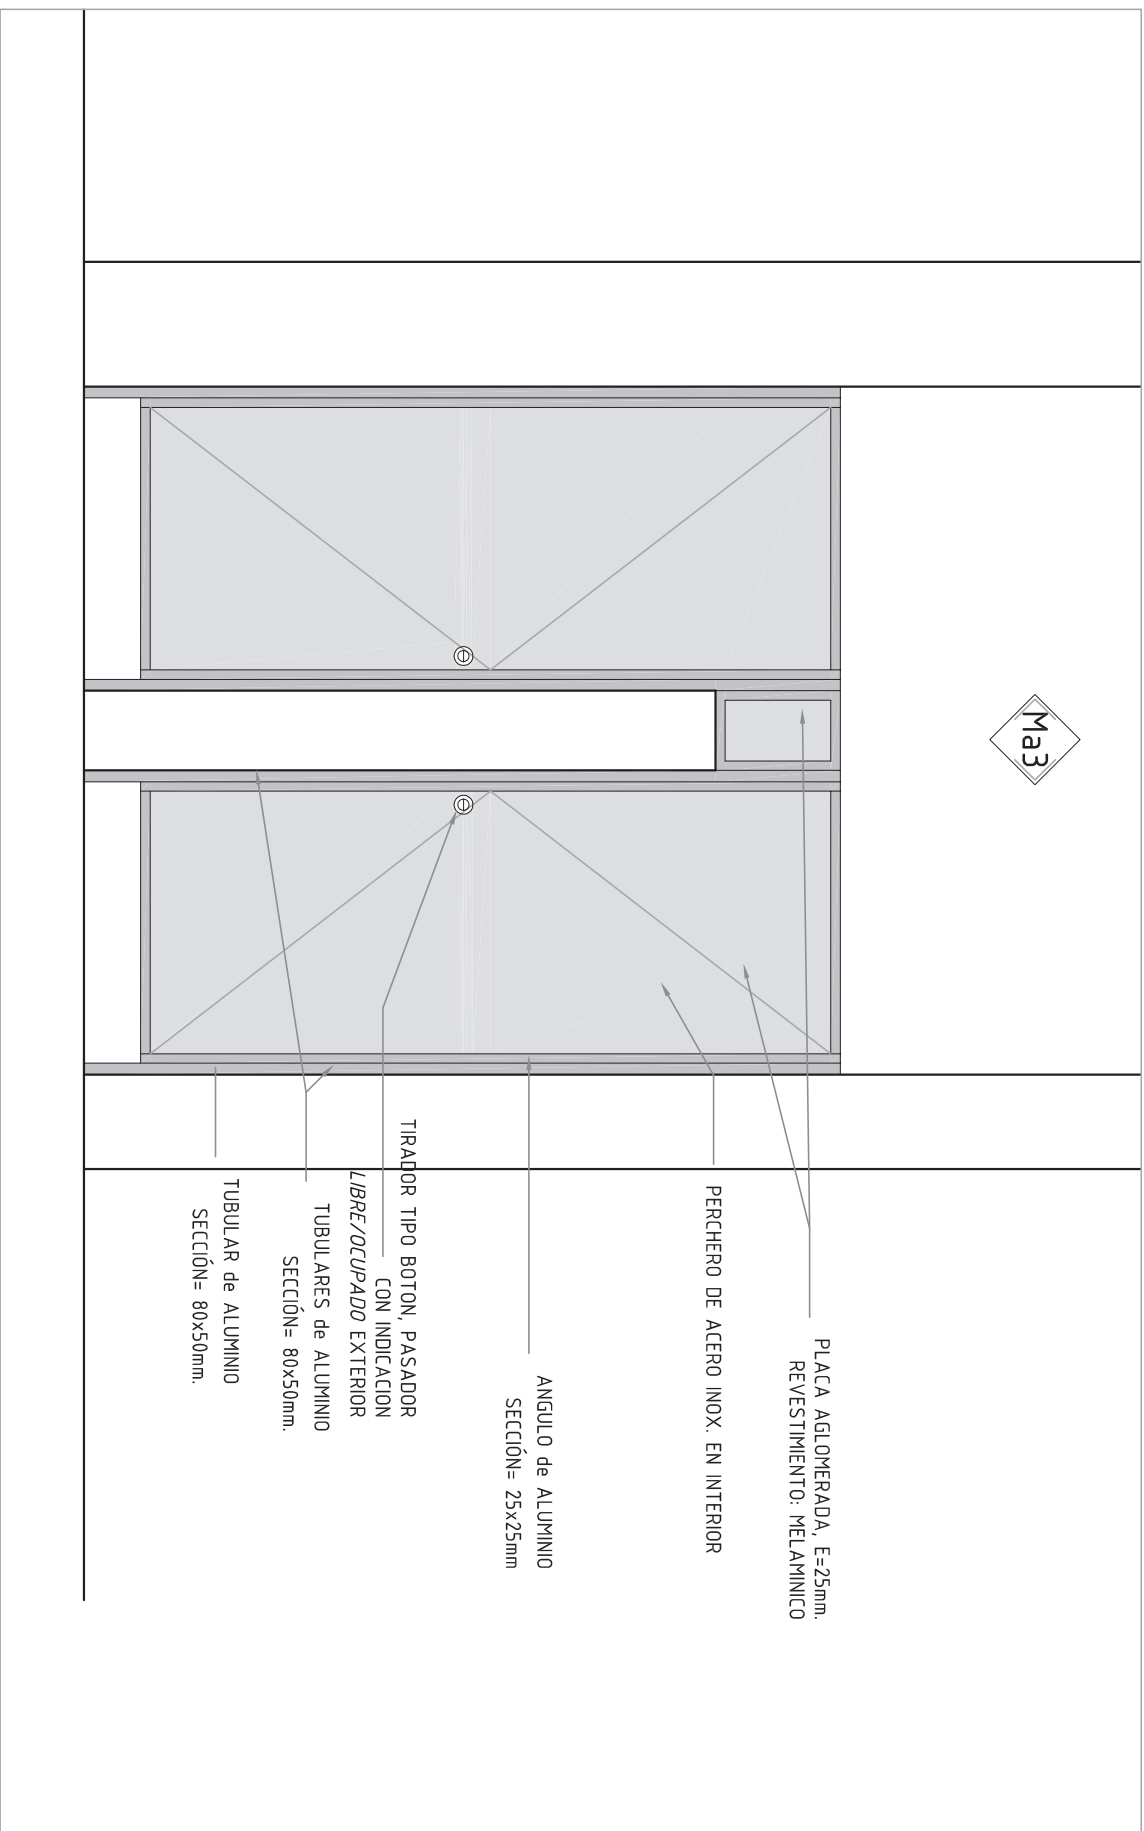 Ma3
PLACA AGLOMERADA, E=25mm.
REVESTIMIENTO: MELAMINICO
PERCHERO DE ACERO INOX. EN INTERIOR
ANGULO de ALUMINIO
SECCIÓN= 25x25mm
TIRADOR TIPO BOTON, PASADOR
CON INDICACION
LIBRE/OCUPADO EXTERIOR
TUBULARES de ALUMINIO
SECCIÓN= 80x50mm.
TUBULAR de ALUMINIO
SECCIÓN= 80x50mm.